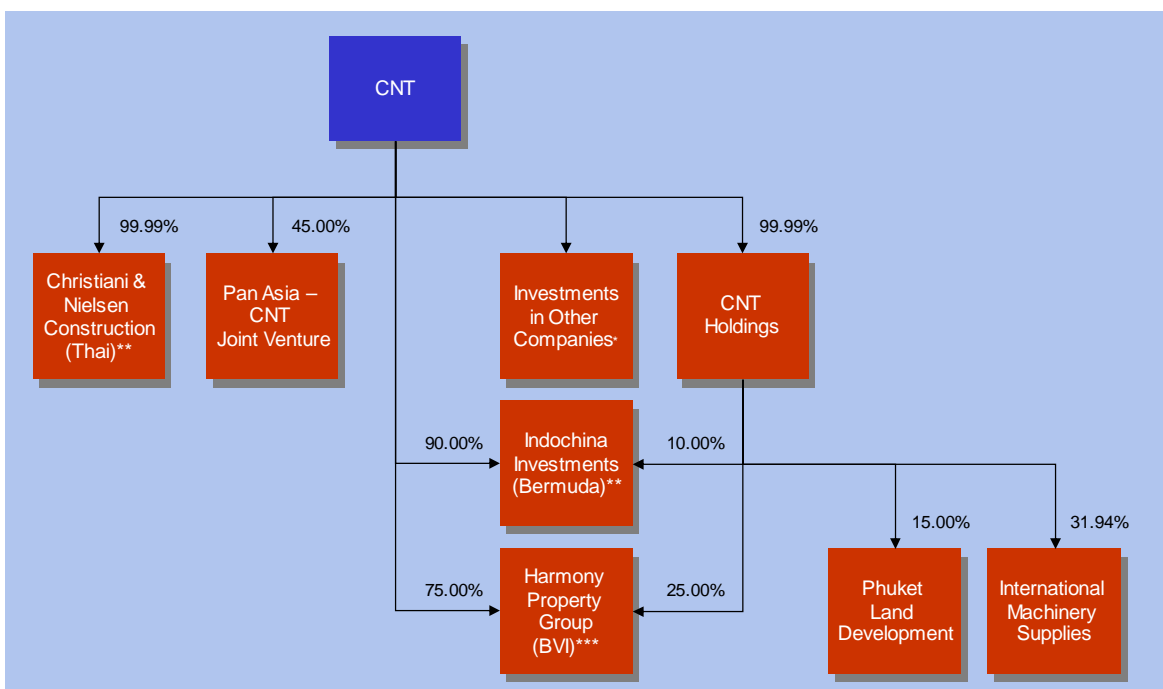 CNT
99.99%
45.00%
99.99%
Christiani &
Nielsen
Construction
(Thai)**
Pan Asia –
CNT
Joint Venture
Investments
in Other
Companies*
CNT
Holdings
90.00%
Indochina
Investments
(Bermuda)**
10.00%
15.00%
31.94%
75.00%
Harmony
Property
Group
(BVI)***
25.00%
Phuket
Land
Development
International
Machinery
Supplies